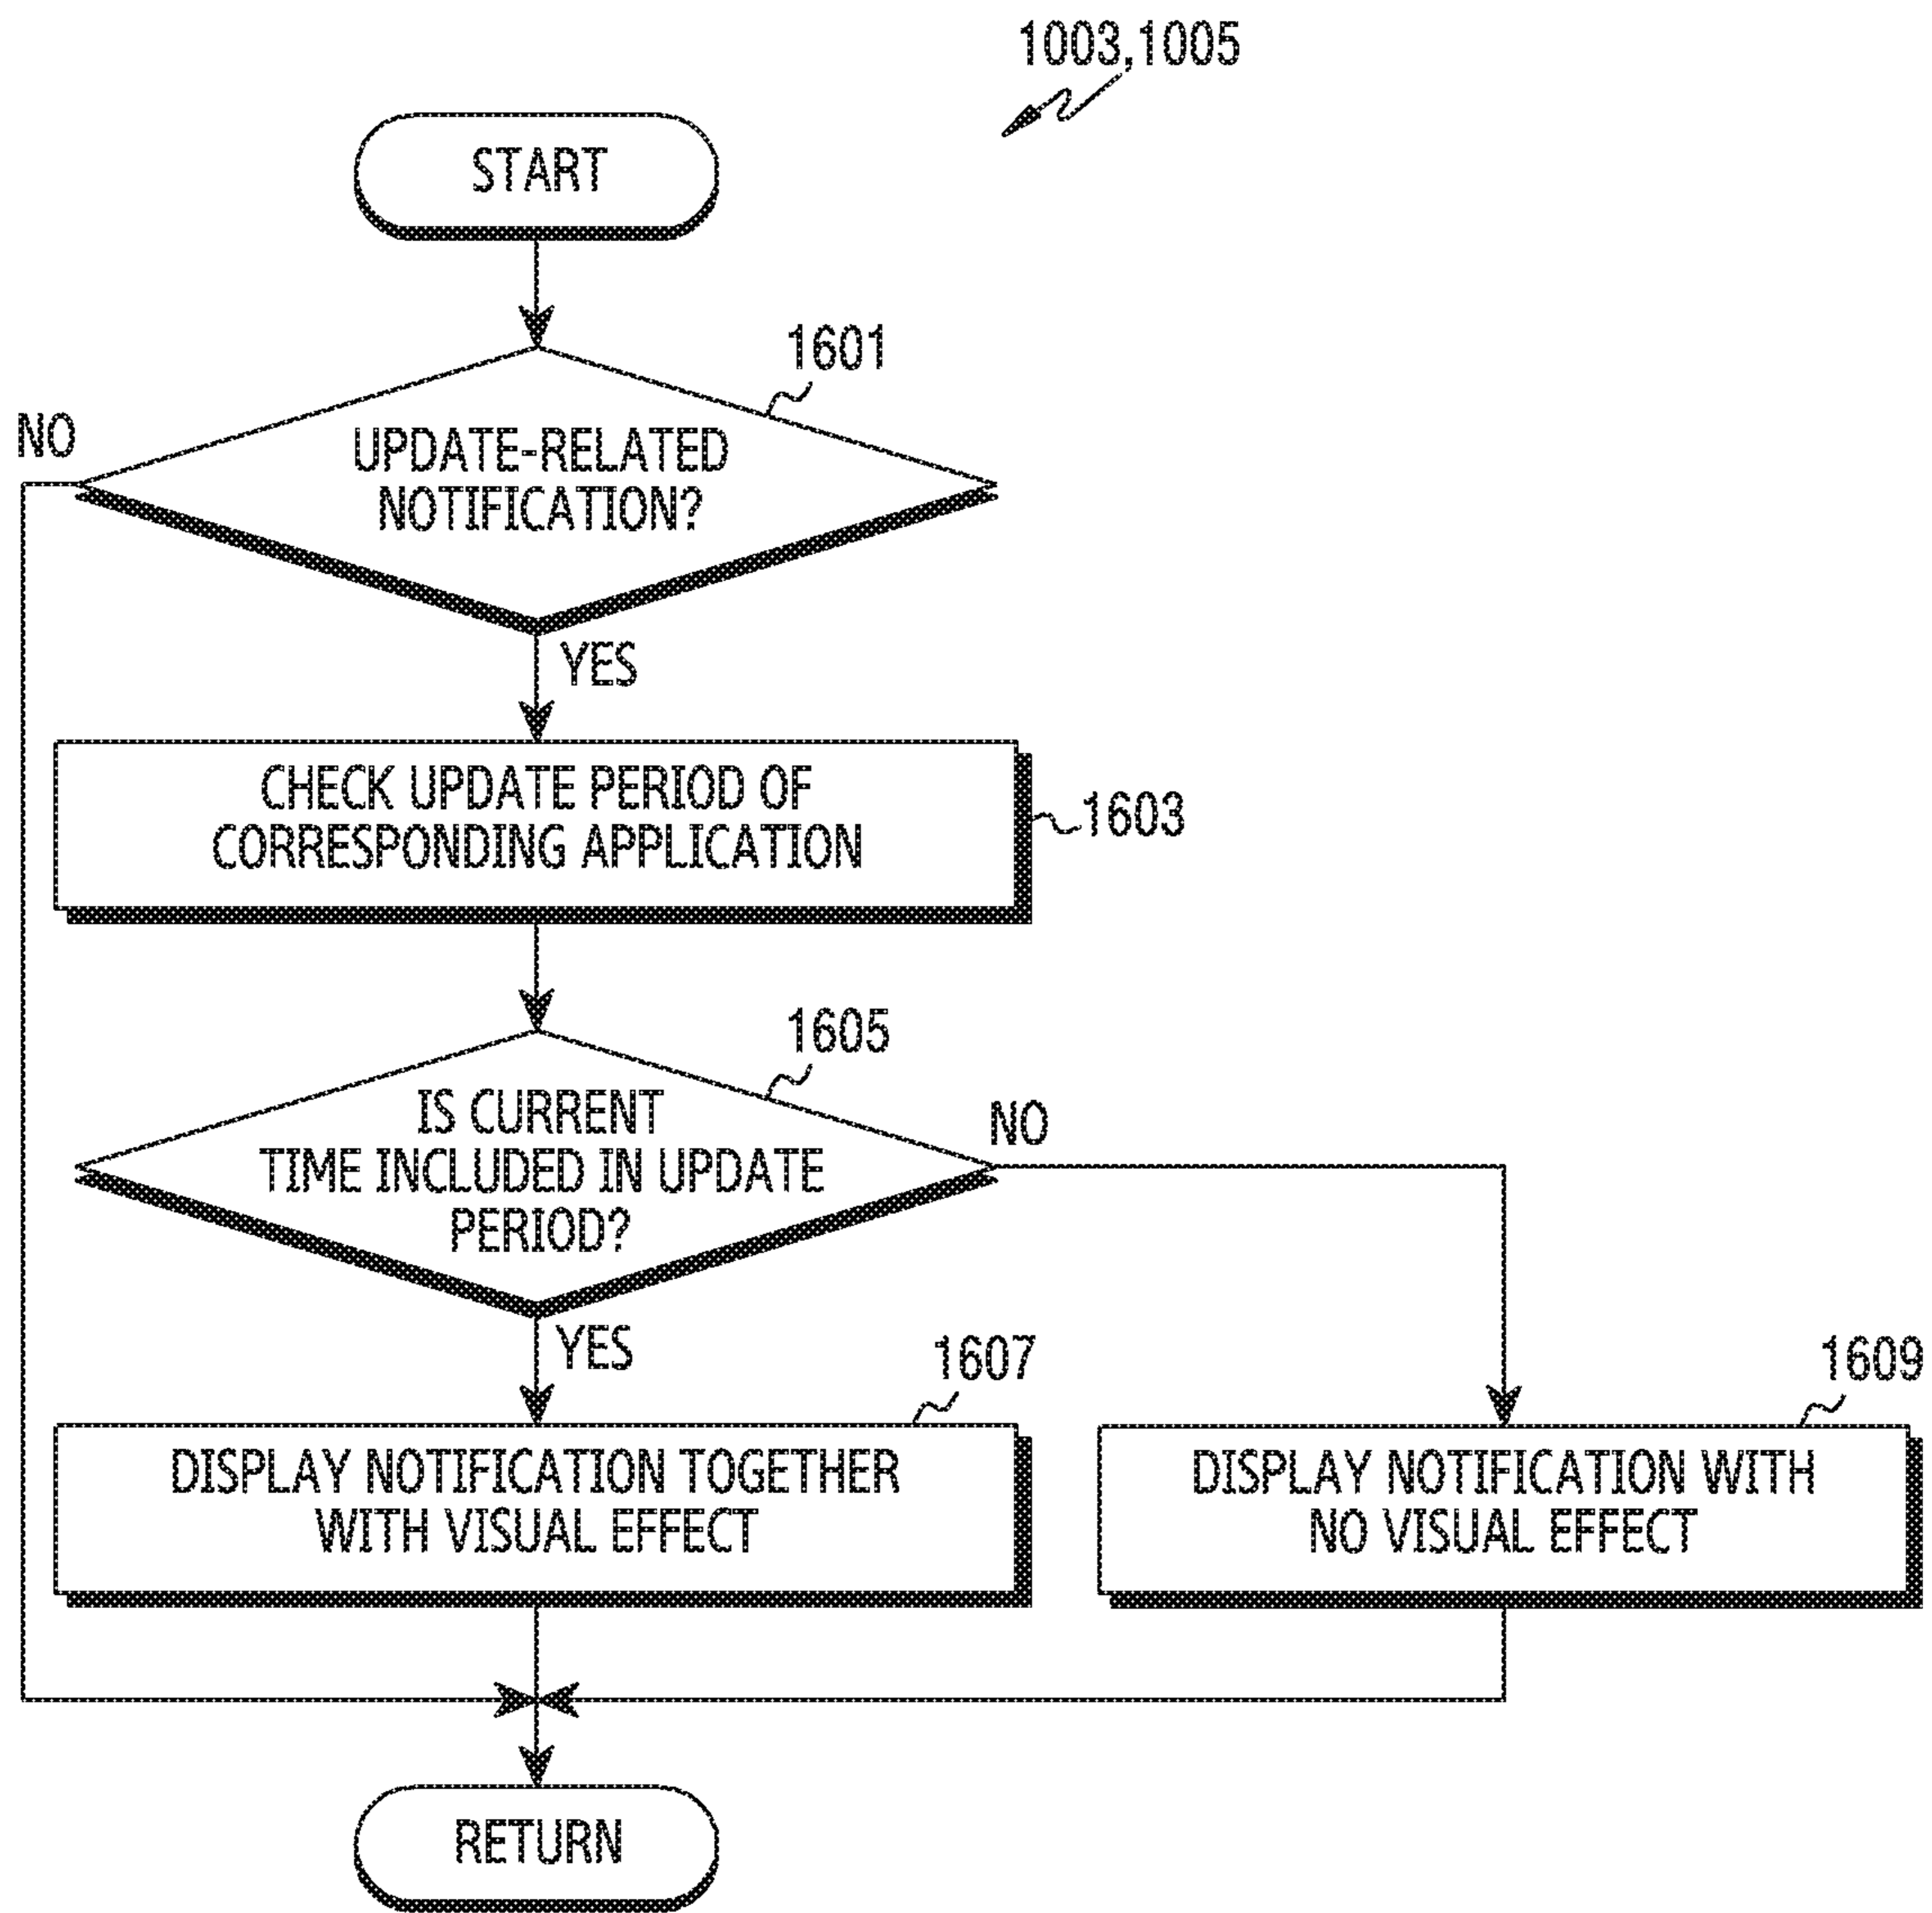 1003,1005
START
1601
NO
UPDATE-RELATED
NOTIFICATION?
YES
CHECK UPDATE PERIOD OF
CORRESPONDING APPLICATION
1603
1605
IS CURRENT
TIME INCLUDED IN UPDATE
PERIOD?
NO
YES
1607
1609
DISPLAY NOTIFICATION TOGETHER
WITH VISUAL EFFECT
DISPLAY NOTIFICATION WITH
NO VISUAL EFFECT
RETURN